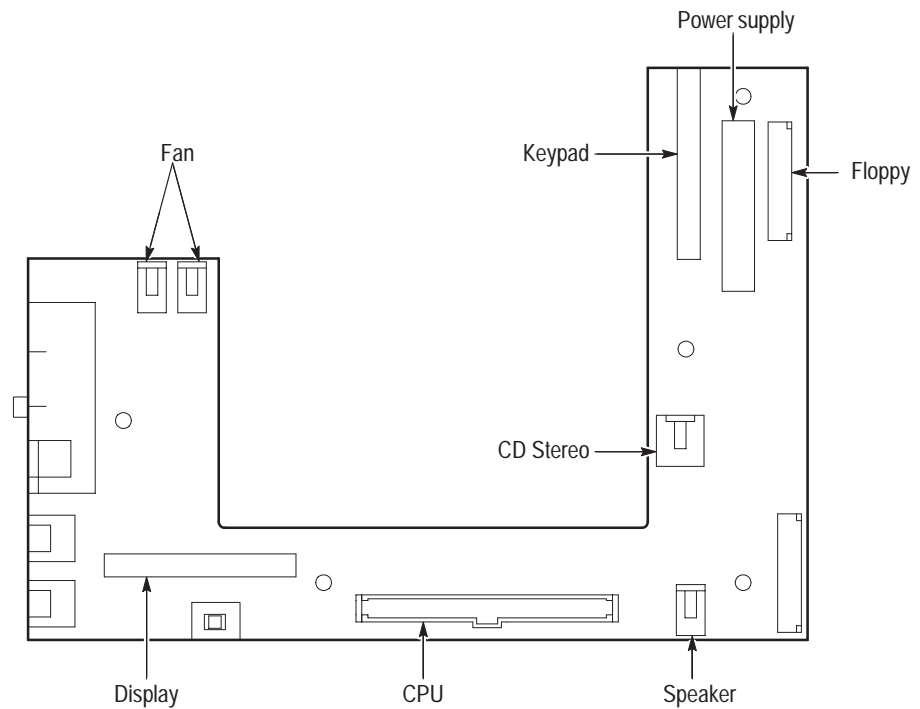 Power supply
Fan
Keypad
Floppy
CD Stereo
Display
CPU
Speaker